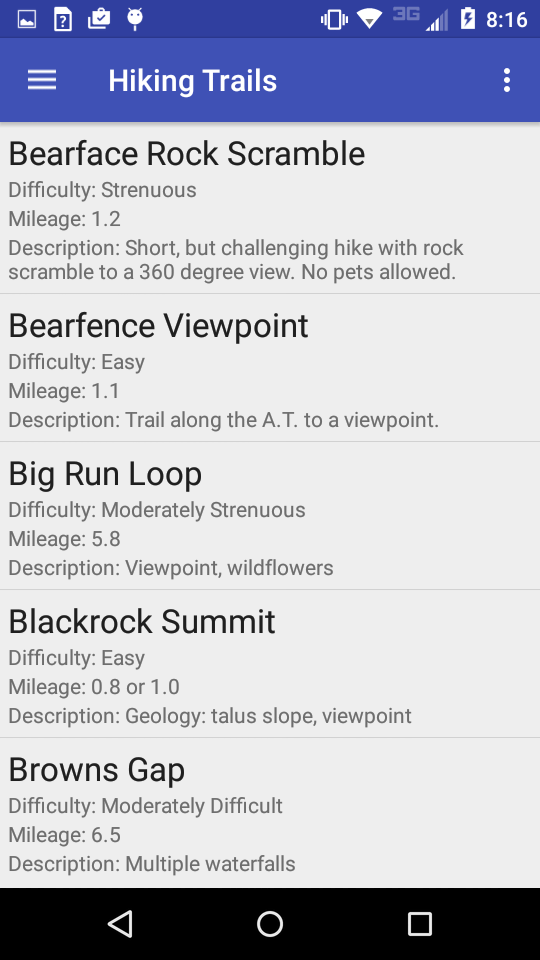 3G 8:16
Hiking Trails
Bearface Rock Scramble
Difficulty: Strenuous
Mileage: 1.2
Description: Short, but challenging hike with rock
scramble to a 360 degree view. No pets allowed.
Bearfence Viewpoint
Difficulty: Easy
Mileage: 1.1
Description: Trail along the A.T. to a viewpoint.
Big Run Loop
Difficulty: Moderately Strenuous
Mileage: 5.8
Description: Viewpoint, wildflowers
Blackrock Summit
Difficulty: Easy
Mileage: 0.8 or 1.0
Description: Geology: talus slope, viewpoint
Browns Gap
Difficulty: Moderately Difficult
Mileage: 6.5
Description: Multiple waterfalls